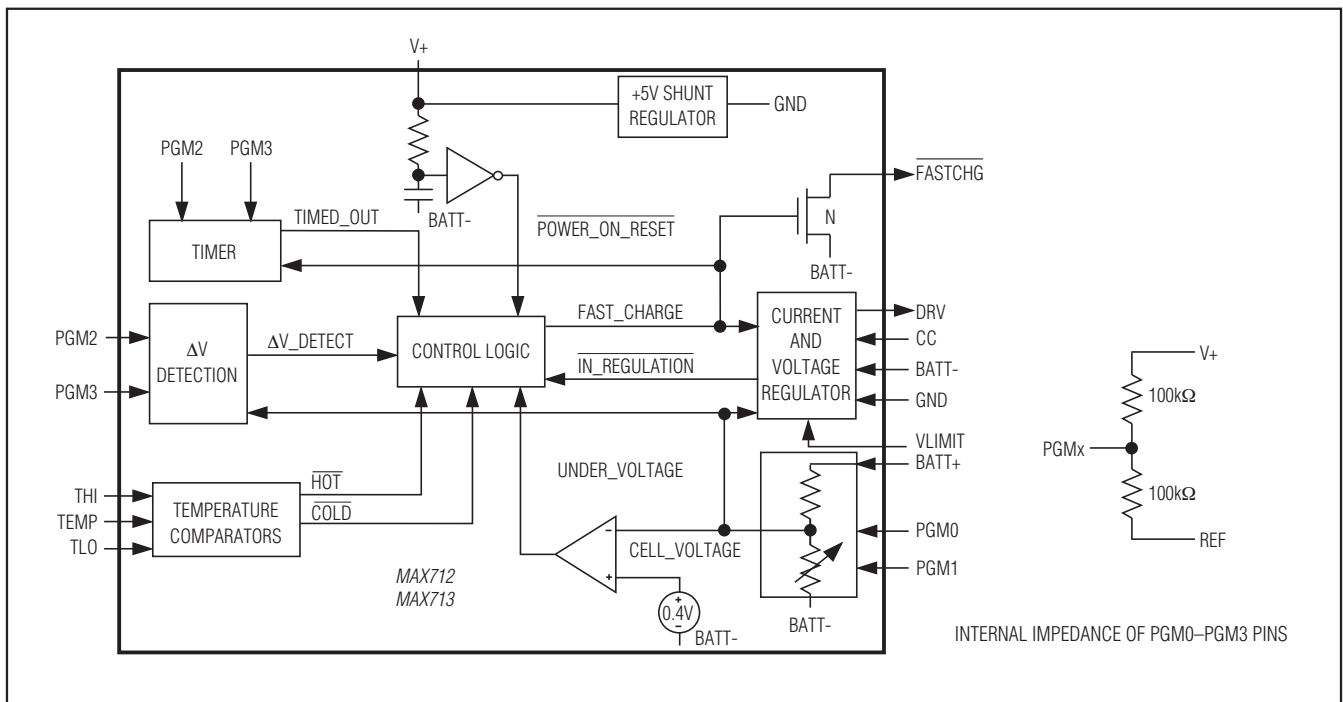 V+
+5V SHUNT
REGULATOR
GND
PGM2
PGM3
BATT-
TIMED_OUT
POWER_ON_RESET
FASTCHG
N
BATT-
TIMER
PGM2
PGM3
ΔV
DETECTION
ΔV_DETECT
CONTROL LOGIC
FAST_CHARGE
IN_REGULATION
CURRENT
AND
VOLTAGE
REGULATOR
DRV
CC
BATT-
GND
VLIMIT
BATT+
UNDER_VOLTAGE
THI
TEMP
TLO
TEMPERATURE
COMPARATORS
HOT
COLD
-
+
CELL_VOLTAGE
PGM0
PGM1
MAX712
MAX713
+
0.4V
-
BATT-
BATT-
V+
100kΩ
PGMx
100kΩ
REF
INTERNAL IMPEDANCE OF PGM0–PGM3 PINS